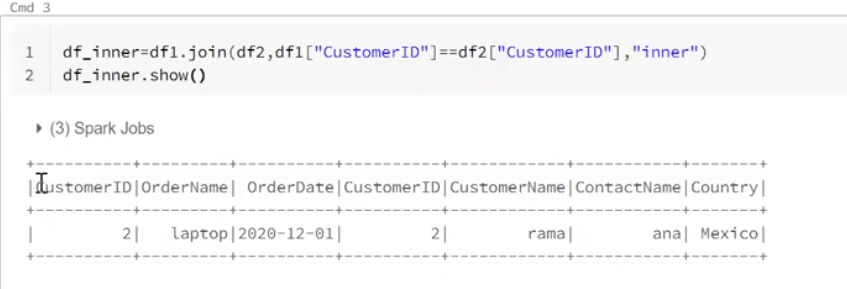 Cmd 3
1 df_inner=df1.join(df2,df1["CustomerID"]==df2["CustomerID"],"inner")
2 df_inner.show()
(3) Spark Jobs
+----------+---------+----------+----------+------------+-----------+-------+
|CustomerID|OrderName| OrderDate|CustomerID|CustomerName|ContactName|Country|
+----------+---------+----------+----------+------------+-----------+-------+
|         2|   laptop|2020-12-01|         2|        rama|        ana| Mexico|
+----------+---------+----------+----------+------------+-----------+-------+